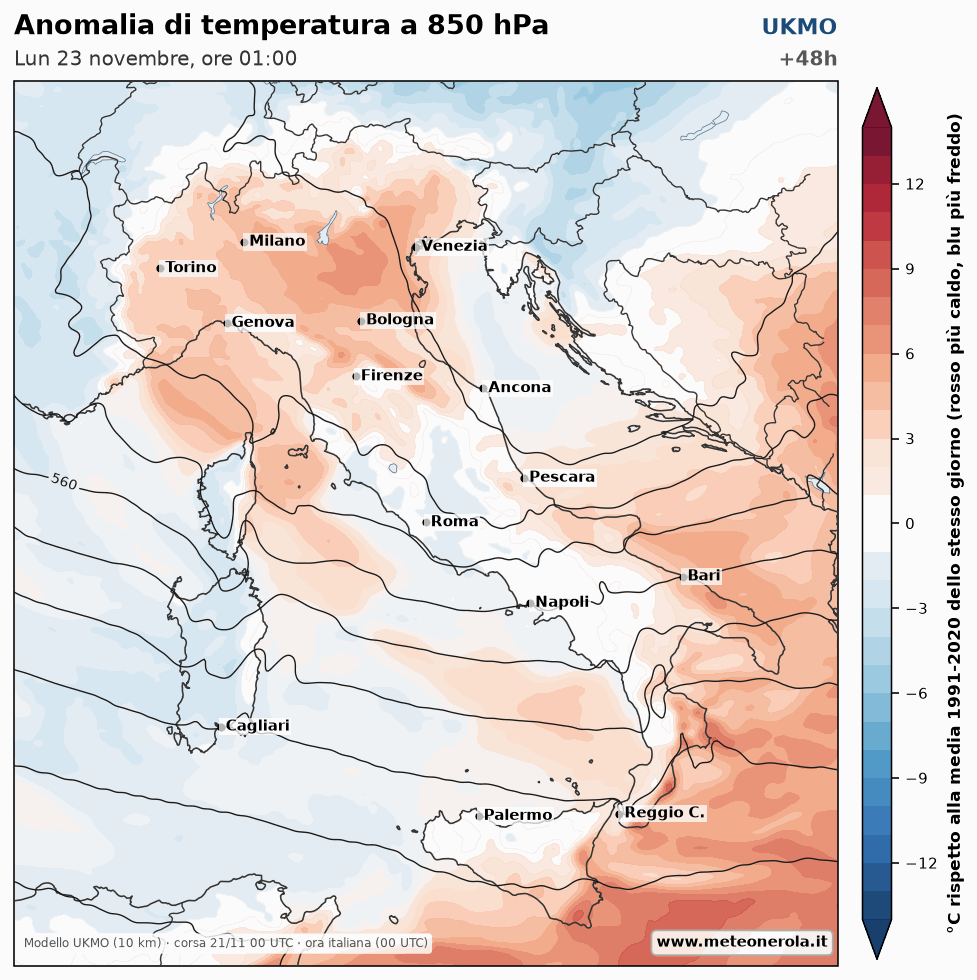 Anomalia di temperatura a 850 hPa
UKMO
Lun 23 novembre, ore 01:00
+48h
Milano
Venezia
Torino
Genova
Bologna
Firenze
Ancona
560
Pescara
Roma
Bari
Napoli
Cagliari
Palermo
Reggio C.
Modello UKMO (10 km) · corsa 21/11 00 UTC · ora italiana (00 UTC)
www.meteonerola.it
12
9
6
3
0
−3
−6
−9
−12
°C rispetto alla media 1991-2020 dello stesso giorno (rosso più caldo, blu più freddo)